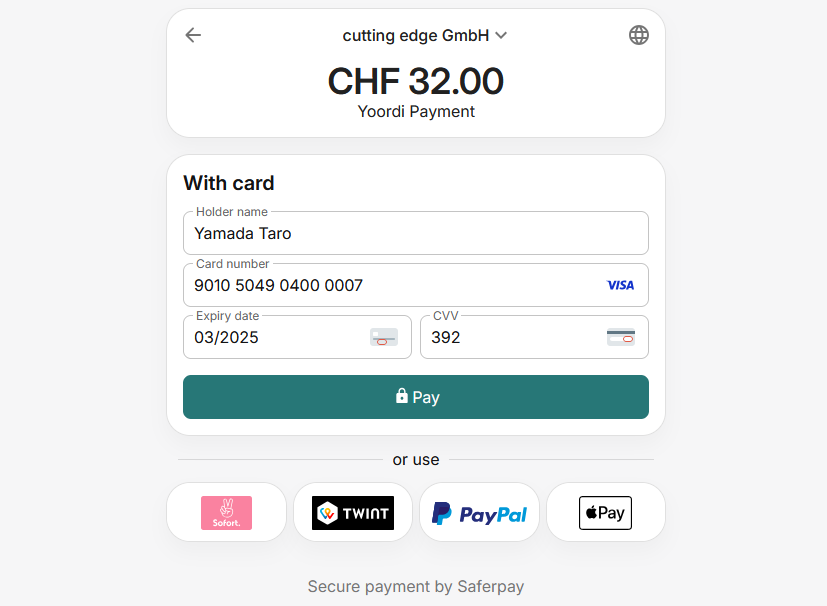 cutting edge GmbH
CHF 32.00
Yoordi Payment
With card
Holder name
Yamada Taro
Card number
9010 5049 0400 0007
VISA
Expiry date
03/2025
CVV
392
Pay
or use
Sofort.
TWINT
PayPal
Pay
Secure payment by Saferpay